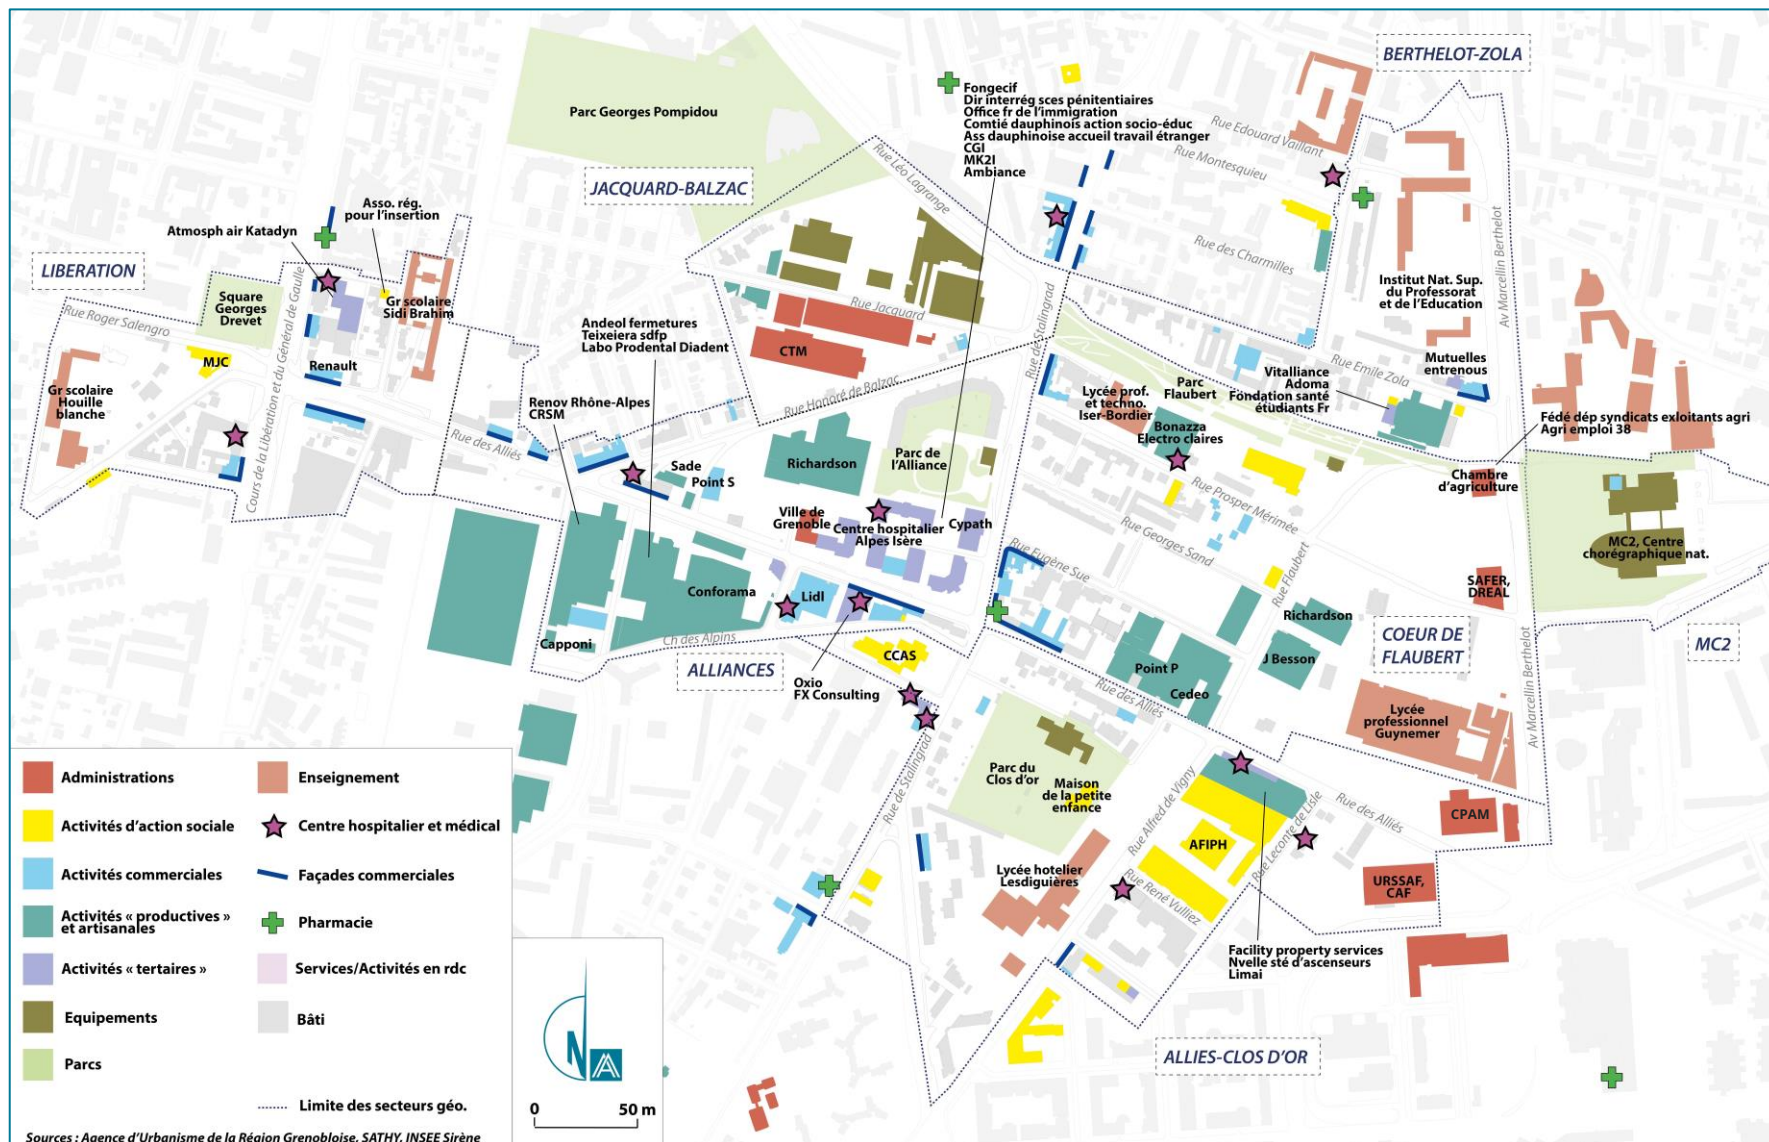 BERTHELOT-ZOLA
Parc Georges Pompidou
Fongecif
Dir interrég sces pénitentiaires
Office fr de l'immigration
Comtié dauphinois action socio-éduc
Ass dauphinoise accueil travail étranger
CGI
MK2I
Ambiance
Rue Edouard Vaillant
Rue Montesquieu
Rue Léo Lagrange
JACQUARD-BALZAC
Asso. rég.
pour l'insertion
Atmosph air Katadyn
LIBERATION
Rue des Charmilles
Av Marcellin Berthelot
Institut Nat. Sup.
du Professorat
et de l'Education
Square
Georges
Drevet
Gr scolaire
Sidi Brahim
Rue Roger Salengro
Cours de la Libération et du Général de Gaulle
Rue Jacquard
Rue de Stalingrad
Andeol fermetures
Teixeiera sdfp
Labo Prodental Diadent
CTM
MJC
Renault
Gr scolaire
Houille
blanche
Rue Honoré de Balzac
Lycée prof.
et techno.
Iser-Bordier
Parc
Flaubert
Rue Emile Zola
Mutuelles
entrenous
Vitalliance
Adoma
Fondation santé
étudiants Fr
Renov Rhône-Alpes
CRSM
Bonazza
Electro claires
Fédé dép syndicats exloitants agri
Agri emploi 38
Rue des Alliés
Richardson
Parc de
l'Alliance
Sade
Point S
Chambre
d'agriculture
Rue Prosper Mérimée
Ville de
Grenoble
Centre hospitalier
Alpes Isère
Cypath
Rue Georges Sand
Rue Eugène Sue
Rue Flaubert
MC2, Centre
chorégraphique nat.
SAFER,
DREAL
Conforama
Lidl
Richardson
Capponi
Ch des Alpins
ALLIANCES
CCAS
COEUR DE
FLAUBERT
MC2
Oxio
FX Consulting
Point P
Cedeo
J Besson
Rue des Alliés
Av Marcellin Berthelot
Lycée
professionnel
Guynemer
Rue de Stalingrad
Parc du
Clos d'or
Maison
de la petite
enfance
Rue Alfred de Vigny
Rue Leconte de Lisle
Rue des Alliés
CPAM
AFIPH
Lycée hotelier
Lesdiguières
Rue René Vulliez
URSSAF,
CAF
Facility property services
Nvelle sté d'ascenseurs
Limai
ALLIES-CLOS D'OR
Administrations
Enseignement
Activités d'action sociale
Centre hospitalier et médical
Activités commerciales
Façades commerciales
Activités « productives »
et artisanales
Pharmacie
Activités « tertaires »
Services/Activités en rdc
Equipements
Bâti
Parcs
Limite des secteurs géo.
N
0 50 m
Sources : Agence d'Urbanisme de la Région Grenobloise, SATHY, INSEE Sirène